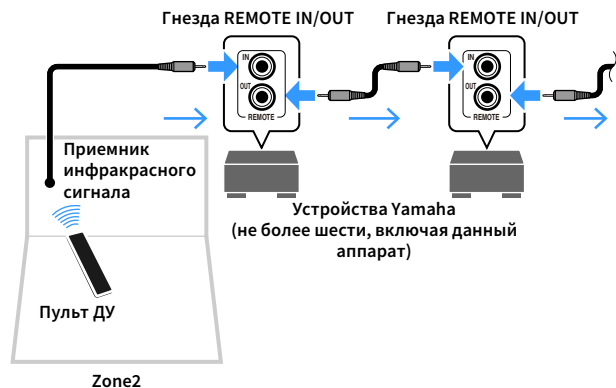 Гнезда REMOTE IN/OUT
Гнезда REMOTE IN/OUT
IN
OUT
REMOTE
IN
OUT
REMOTE
Приемник
инфракрасного
сигнала
Устройства Yamaha
(не более шести, включая данный
аппарат)
Пульт ДУ
Zone2